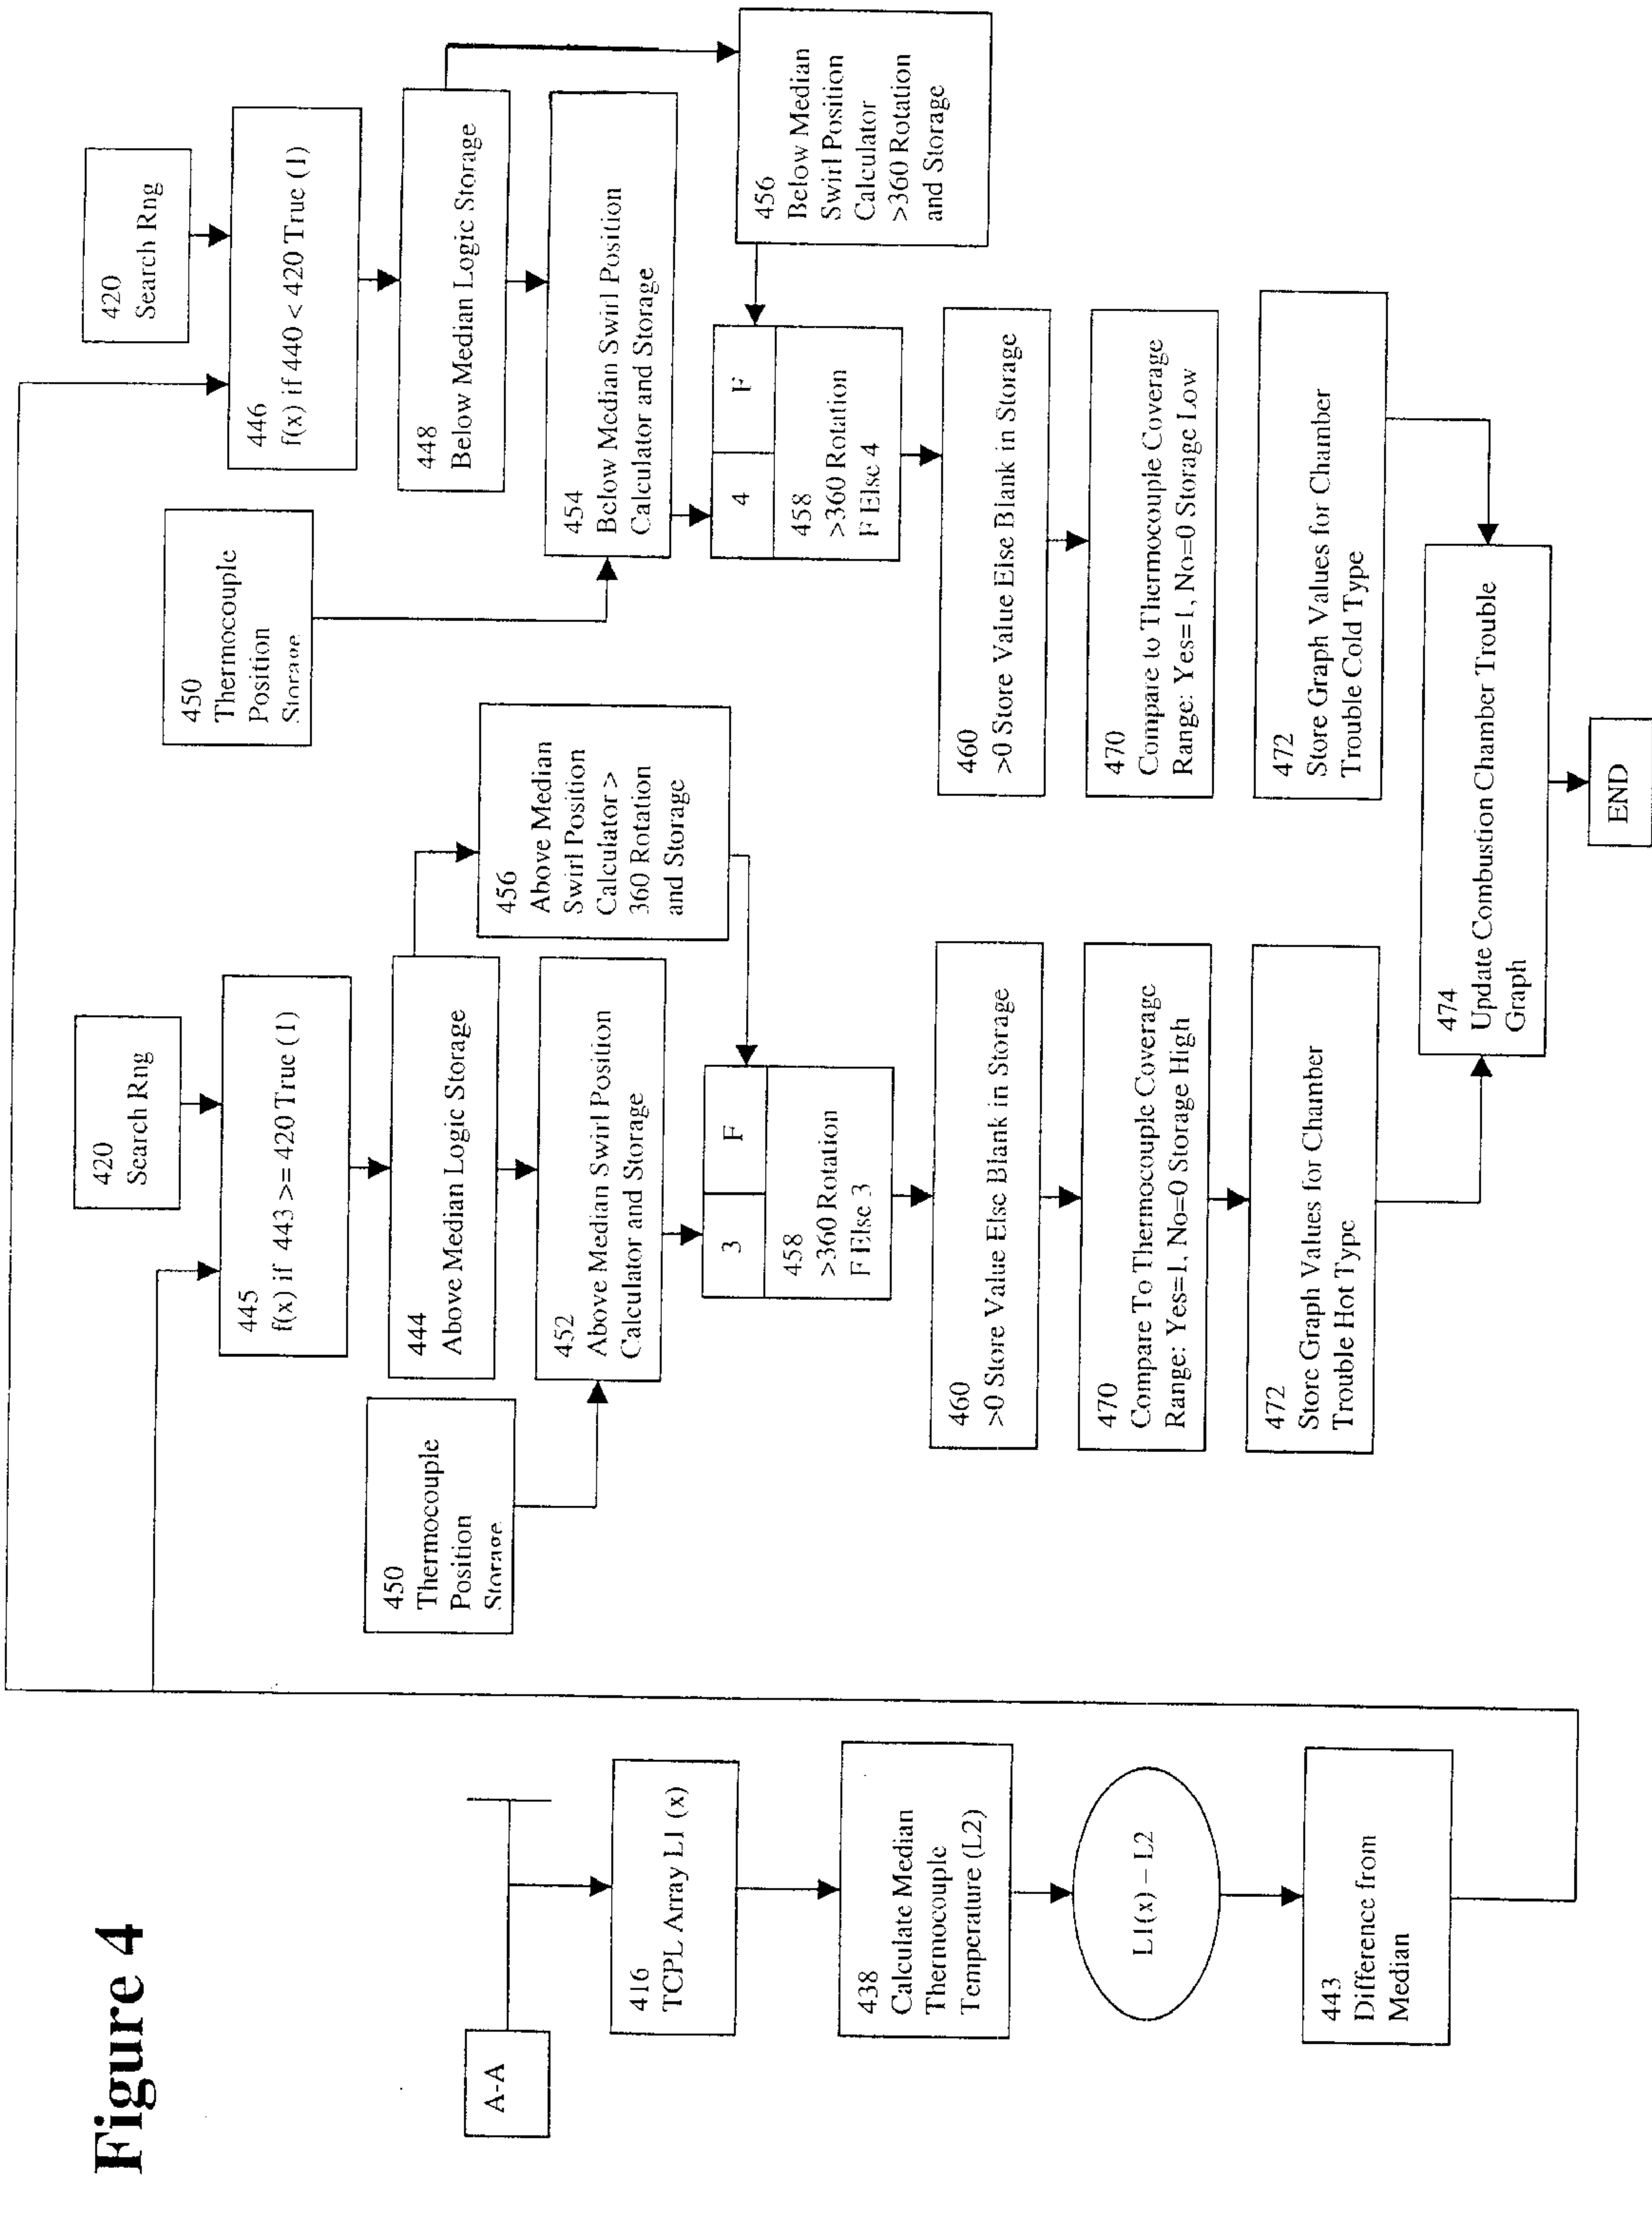 Figure 4
A-A
416
TCPL Array L1 (x)
438
Calculate Median
Thermocouple
Temperature (L2)
L1(x) – L2
443
Difference from
Median
420
Search Rng
445
f(x) if 443 >= 420 True (1)
444
Above Median Logic Storage
450
Thermocouple
Position
Storage
452
Above Median Swirl Position
Calculator and Storage
456
Above Median
Swirl Position
Calculator >
360 Rotation
and Storage
3
F
458
>360 Rotation
F Else 3
460
>0 Store Value Else Blank in Storage
470
Compare To Thermocouple Coverage
Range: Yes=1, No=0 Storage High
472
Store Graph Values for Chamber
Trouble Hot Type
420
Search Rng
446
f(x) if 440 < 420 True (1)
448
Below Median Logic Storage
450
Thermocouple
Position
Storage
454
Below Median Swirl Position
Calculator and Storage
456
Below Median
Swirl Position
Calculator
>360 Rotation
and Storage
4
F
458
>360 Rotation
F Else 4
460
>0 Store Value Else Blank in Storage
470
Compare to Thermocouple Coverage
Range: Yes=1, No=0 Storage Low
472
Store Graph Values for Chamber
Trouble Cold Type
474
Update Combustion Chamber Trouble
Graph
END